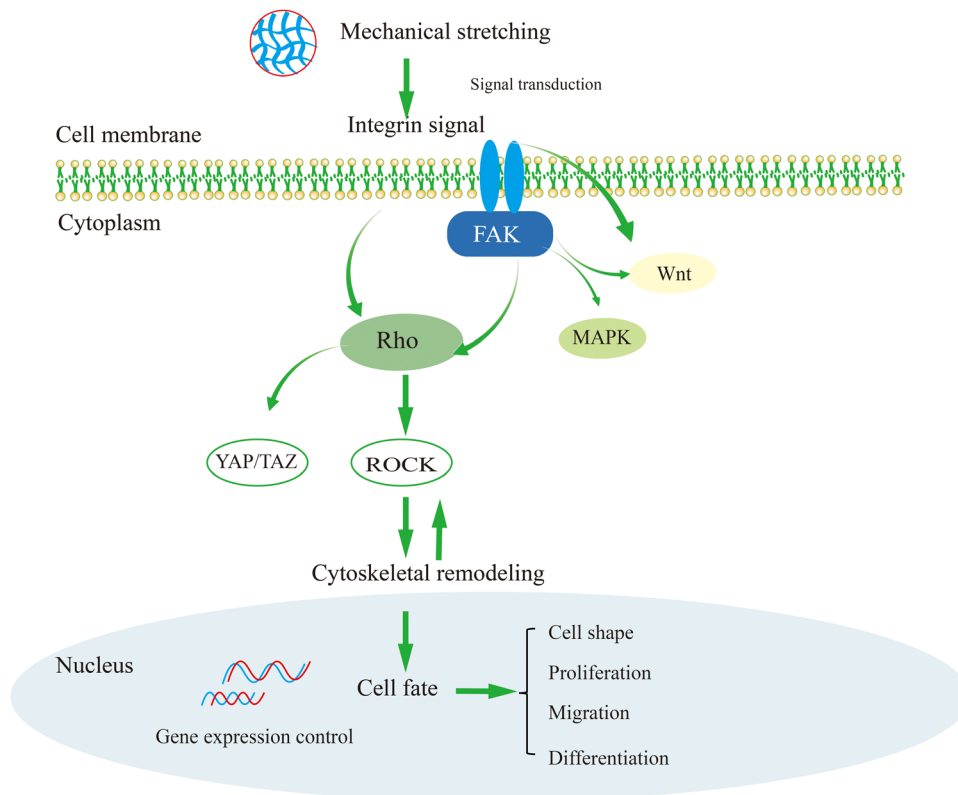 Mechanical stretching
Signal transduction
Integrin signal
Cell membrane
Cytoplasm
FAK
Wnt
MAPK
Rho
YAP/TAZ
ROCK
Cytoskeletal remodeling
Nucleus
Cell fate
Gene expression control
Cell shape
Proliferation
Migration
Differentiation